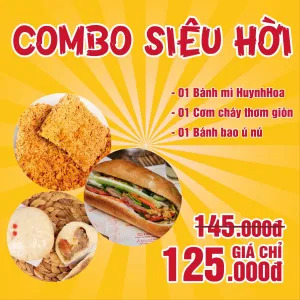 COMBO SIÊU HỜI
- 01 Bánh mì HuynhHoa
- 01 Cơm cháy thơm giòn
- 01 Bánh bao ú nú
145.000đ
GIÁ CHỈ
125.000đ